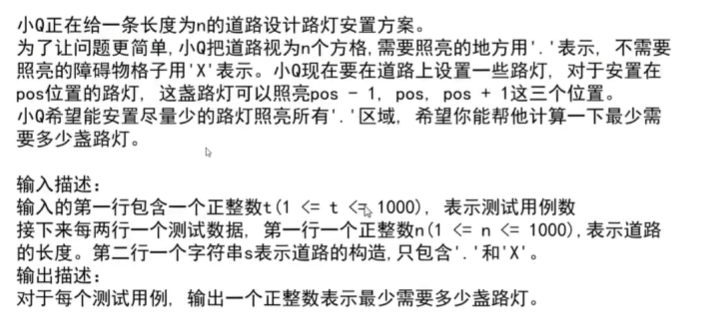 小Q正在给一条长度为n的道路设计路灯安置方案。
为了让问题更简单,小Q把道路视为n个方格,需要照亮的地方用'.'表示, 不需要
照亮的障碍物格子用'X'表示。小Q现在要在道路上设置一些路灯, 对于安置在
pos位置的路灯, 这盏路灯可以照亮pos - 1, pos, pos + 1这三个位置。
小Q希望能安置尽量少的路灯照亮所有'.'区域, 希望你能帮他计算一下最少需
要多少盏路灯。
输入描述：
输入的第一行包含一个正整数t(1 <= t <= 1000), 表示测试用例数
接下来每两行一个测试数据, 第一行一个正整数n(1 <= n <= 1000),表示道路
的长度。第二行一个字符串s表示道路的构造,只包含'.'和'X'。
输出描述：
对于每个测试用例, 输出一个正整数表示最少需要多少盏路灯。